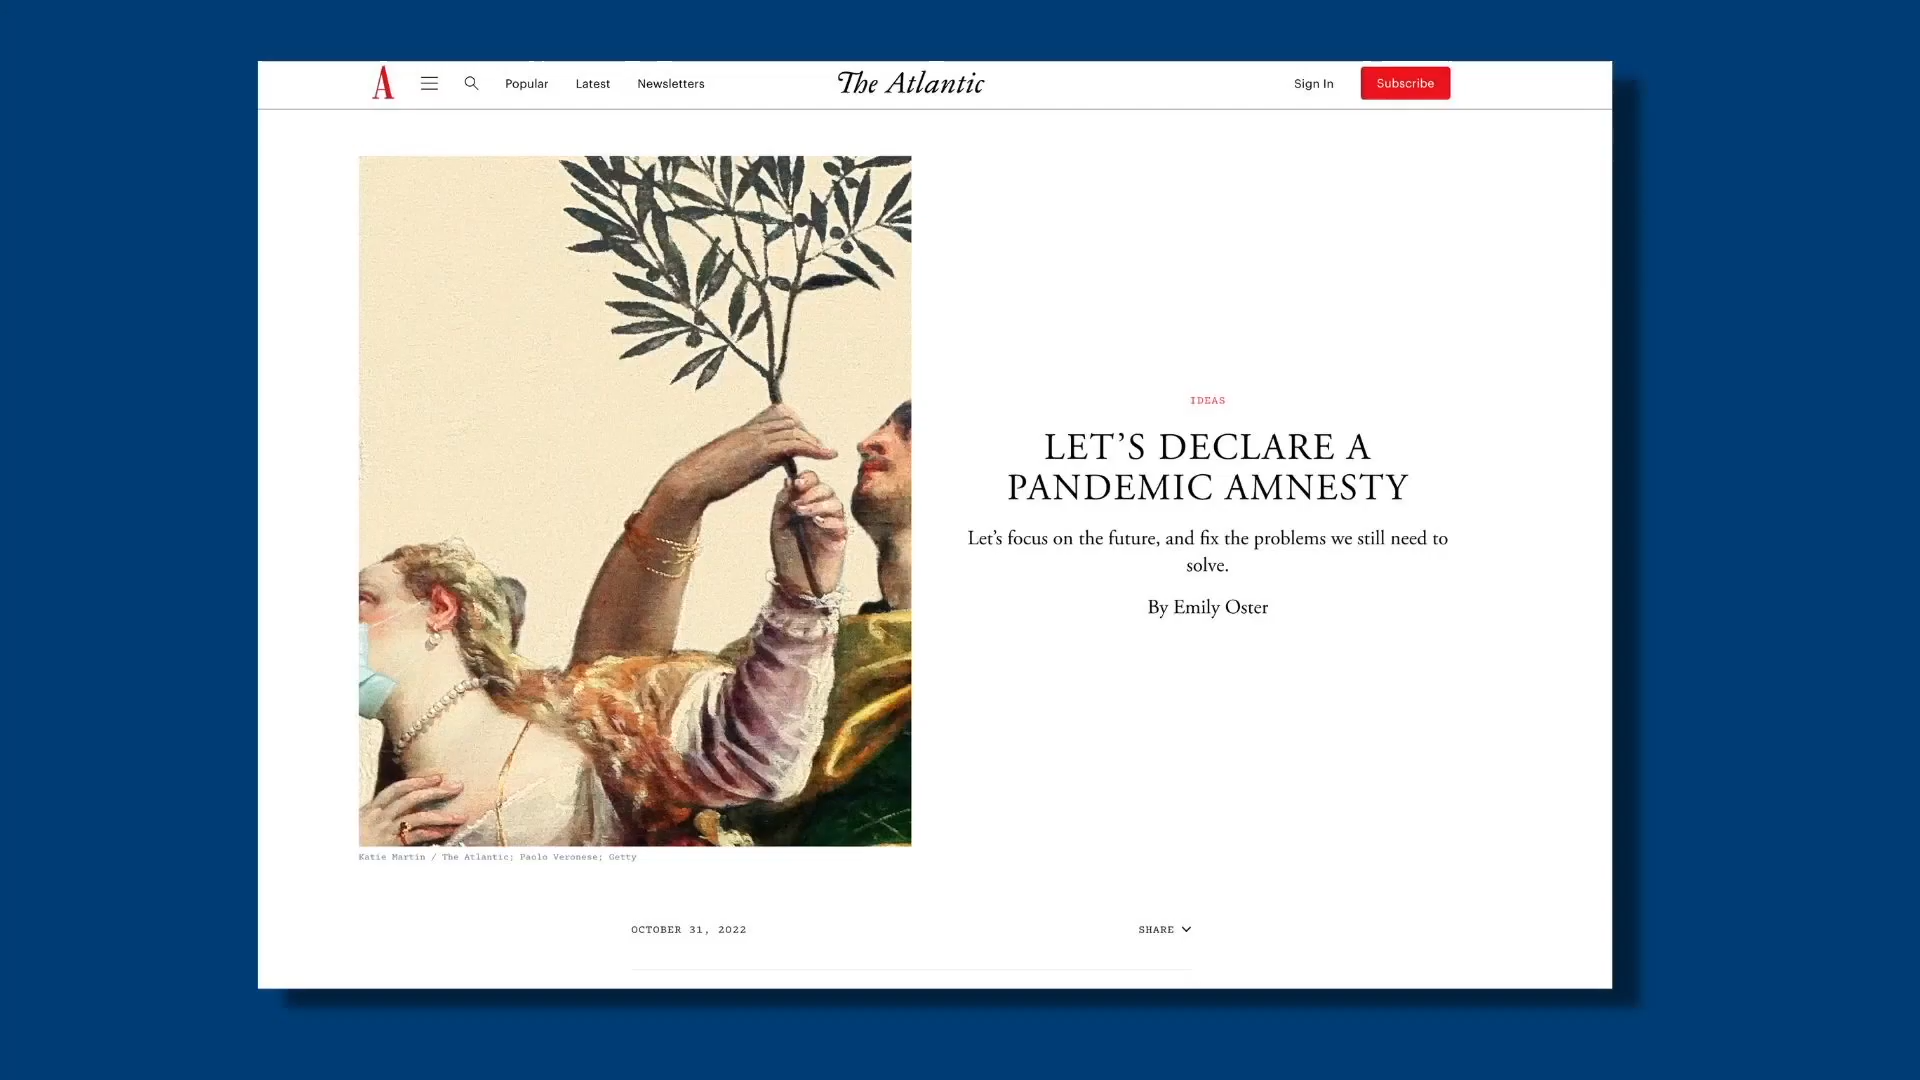 A
Popular Latest Newsletters The Atlantic Sign In Subscribe
IDEAS
LET’S DECLARE A
PANDEMIC AMNESTY
Let’s focus on the future, and fix the problems we still need to
solve.
By Emily Oster
Katie Martin / The Atlantic; Paolo Veronese; Getty
OCTOBER 31, 2022 SHARE